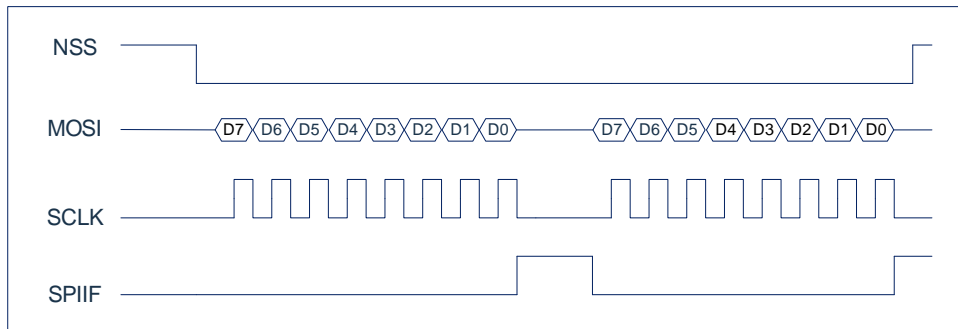 NSS
MOSI D7 D6 D5 D4 D3 D2 D1 D0 D7 D6 D5 D4 D3 D2 D1 D0
SCLK
SPIIF